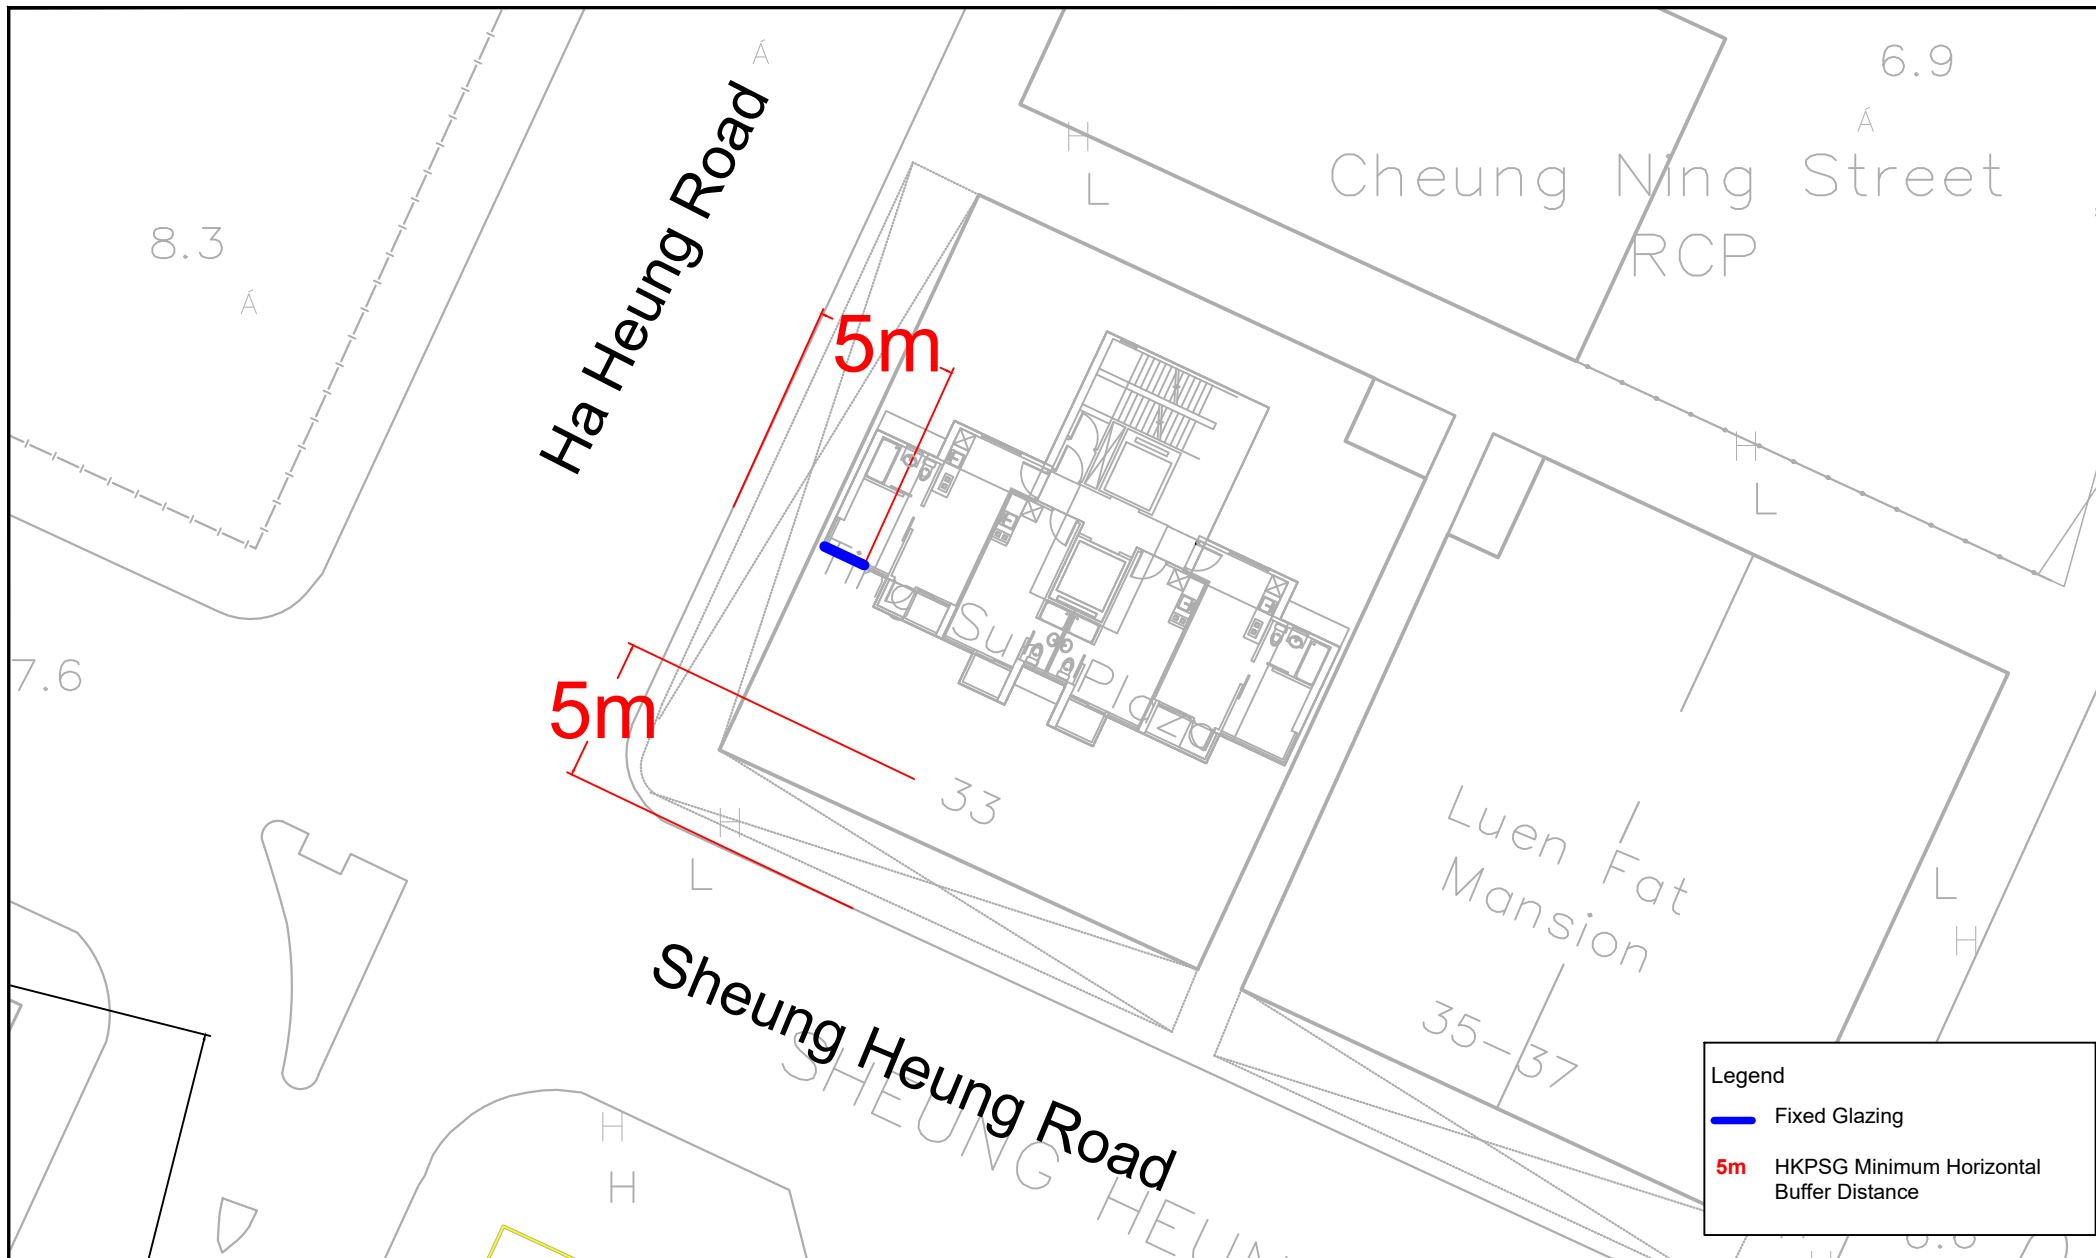 Á
6.9
Á
Cheung Ning Street
RCP
H
L
8.3
Á
Ha Heung Road
5m
H
L
7.6
5m
Sun Plaza
33
H
L
Luen Fat
Mansion
35-37
L
H
Sheung Heung Road
SHEUNG HEUN
H
H
Legend
Fixed Glazing
5m HKPSG Minimum Horizontal
Buffer Distance
H